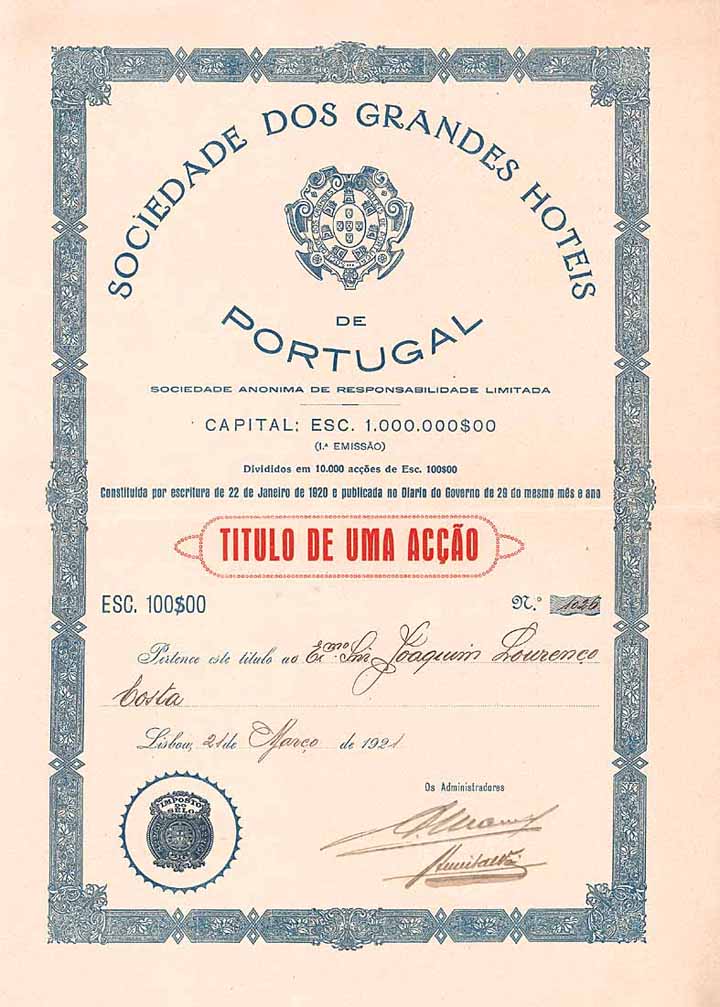 SOCIEDADE DOS GRANDES HOTEIS
DE
PORTUGAL
SOCIEDADE ANONIMA DE RESPONSABILIDADE LIMITADA
CAPITAL: ESC. 1.000.000$00
(1.ª EMISSÃO)
Divididos em 10.000 acções de Esc. 100$00
Constituida por escritura de 22 de Janeiro de 1920 e publicada no Diario do Governo de 29 do mesmo mês e ano
TITULO DE UMA ACÇÃO
ESC. 100$00 N.º 1026
Pertence este titulo ao Ex.mo Snr. Joaquim Lourenço
Costa
Lisboa, 21 de Março de 1921
Os Administradores
IMPOSTO
DO
SELO